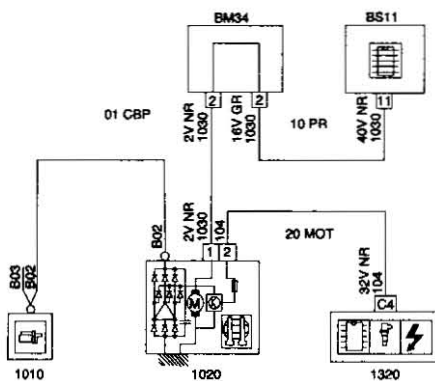 BM34
BS11
2
2
11
01 CBP
2V NR
1030
16V GR
1030
10 PR
40V NR
1030
B02
2V NR
1030
104
20 MOT
1
2
32V NR
104
B03
B02
C4
M
1010
1020
1320